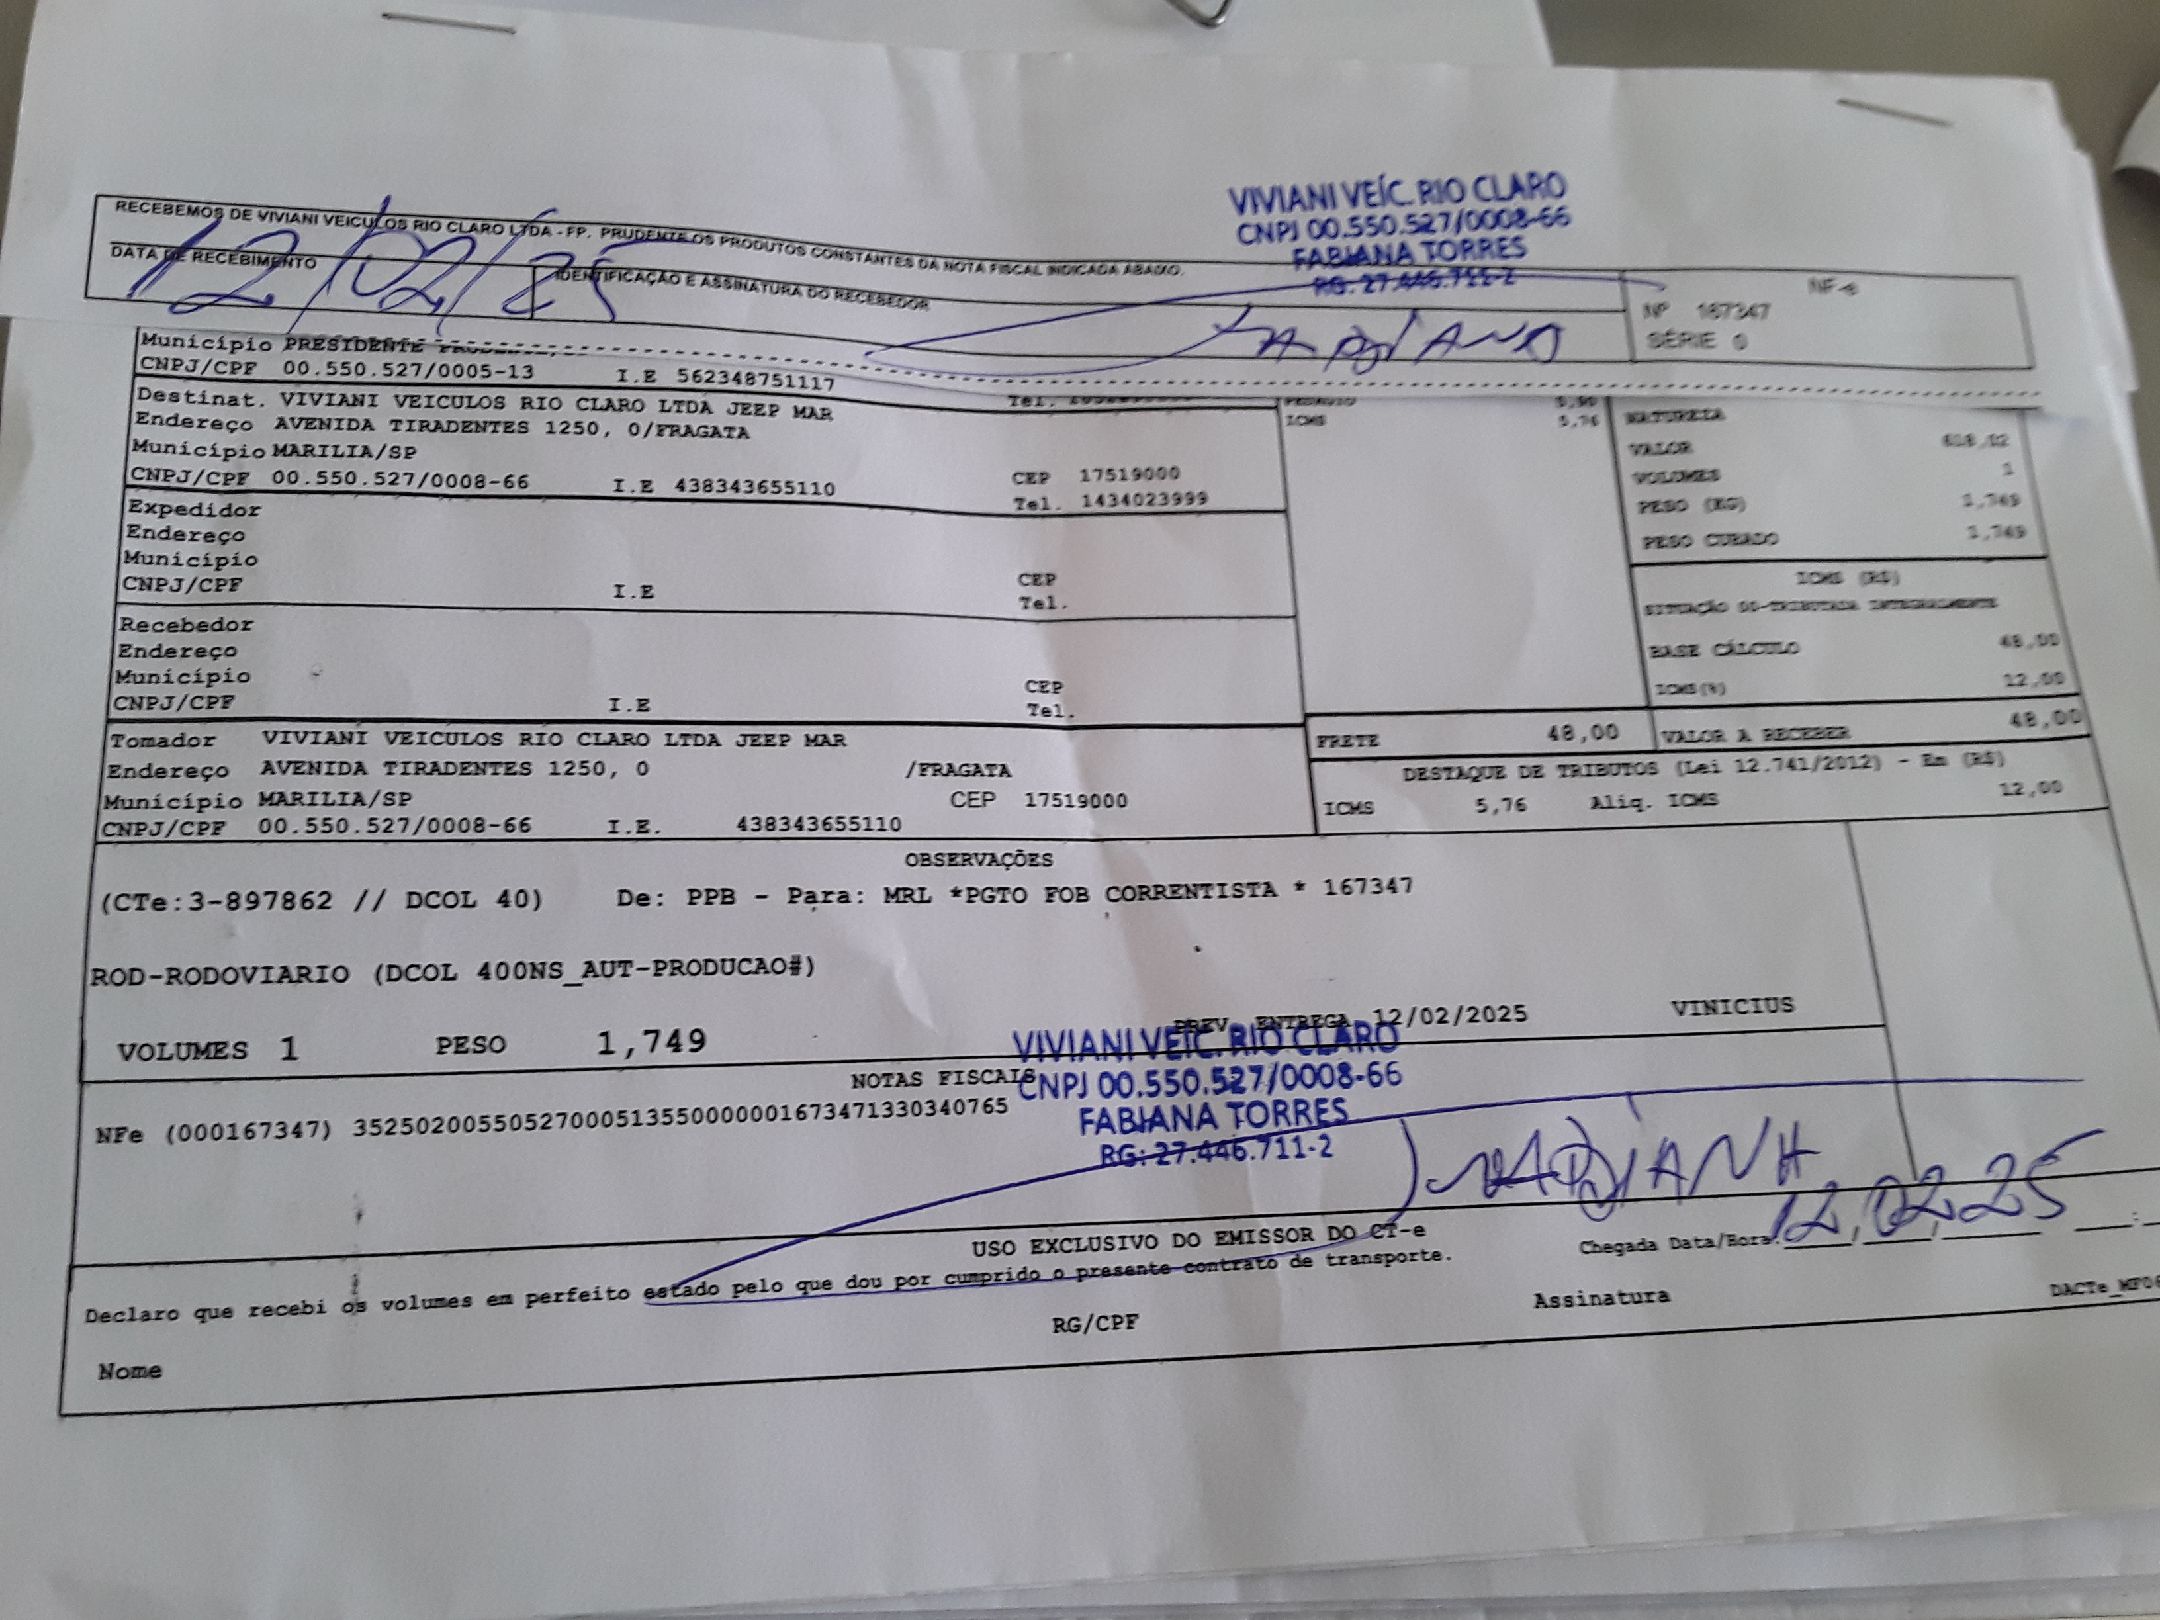 VIVIANI VEÍC. RIO CLARO
CNPJ 00.550.527/0008-66
FABIANA TORRES
RG: 27.446.711-2
RECEBEMOS DE VIVIANI VEICULOS RIO CLARO LTDA - FP. PRUDENTE OS PRODUTOS CONSTANTES DA NOTA FISCAL INDICADA ABAIXO.
DATA DE RECEBIMENTO
12/02/25
IDENTIFICAÇÃO E ASSINATURA DO RECEBEDOR
NF-e
Nº 167347
SÉRIE 0
Município PRESIDENTE
CNPJ/CPF 00.550.527/0005-13 I.E 562348751117
Destinat. VIVIANI VEICULOS RIO CLARO LTDA JEEP MAR
Endereço AVENIDA TIRADENTES 1250, 0/FRAGATA
Município MARILIA/SP CEP 17519000
CNPJ/CPF 00.550.527/0008-66 I.E 438343655110 Tel. 1434023999
Expedidor
Endereço
Município CEP
CNPJ/CPF I.E Tel.
Recebedor
Endereço
Município CEP
CNPJ/CPF I.E Tel.
Tomador VIVIANI VEICULOS RIO CLARO LTDA JEEP MAR
Endereço AVENIDA TIRADENTES 1250, 0 /FRAGATA
Município MARILIA/SP CEP 17519000
CNPJ/CPF 00.550.527/0008-66 I.E. 438343655110
ICMS 5,76
NATUREZA
VALOR 618,02
VOLUMES 1
PESO (KG) 1,749
PESO CUBADO 1,749
ICMS (R$)
SITUAÇÃO 00-TRIBUTADA INTEGRALMENTE
BASE CÁLCULO 48,00
ICMS(%) 12,00
FRETE 48,00 VALOR A RECEBER 48,00
DESTAQUE DE TRIBUTOS (Lei 12.741/2012) - Em (R$)
ICMS 5,76 Aliq. ICMS 12,00
OBSERVAÇÕES
(CTe:3-897862 // DCOL 40) De: PPB - Para: MRL *PGTO FOB CORRENTISTA * 167347
ROD-RODOVIARIO (DCOL 400NS_AUT-PRODUCAO#)
PREV. ENTREGA 12/02/2025 VINICIUS
VOLUMES 1 PESO 1,749
NOTAS FISCAIS
NFe (000167347) 35250200550527000513550000001673471330340765
VIVIANI VEÍC. RIO CLARO
CNPJ 00.550.527/0008-66
FABIANA TORRES
RG: 27.446.711-2
USO EXCLUSIVO DO EMISSOR DO CT-e
Chegada Data/Hora: 12,02,25
Declaro que recebi os volumes em perfeito estado pelo que dou por cumprido o presente contrato de transporte.
Nome RG/CPF Assinatura